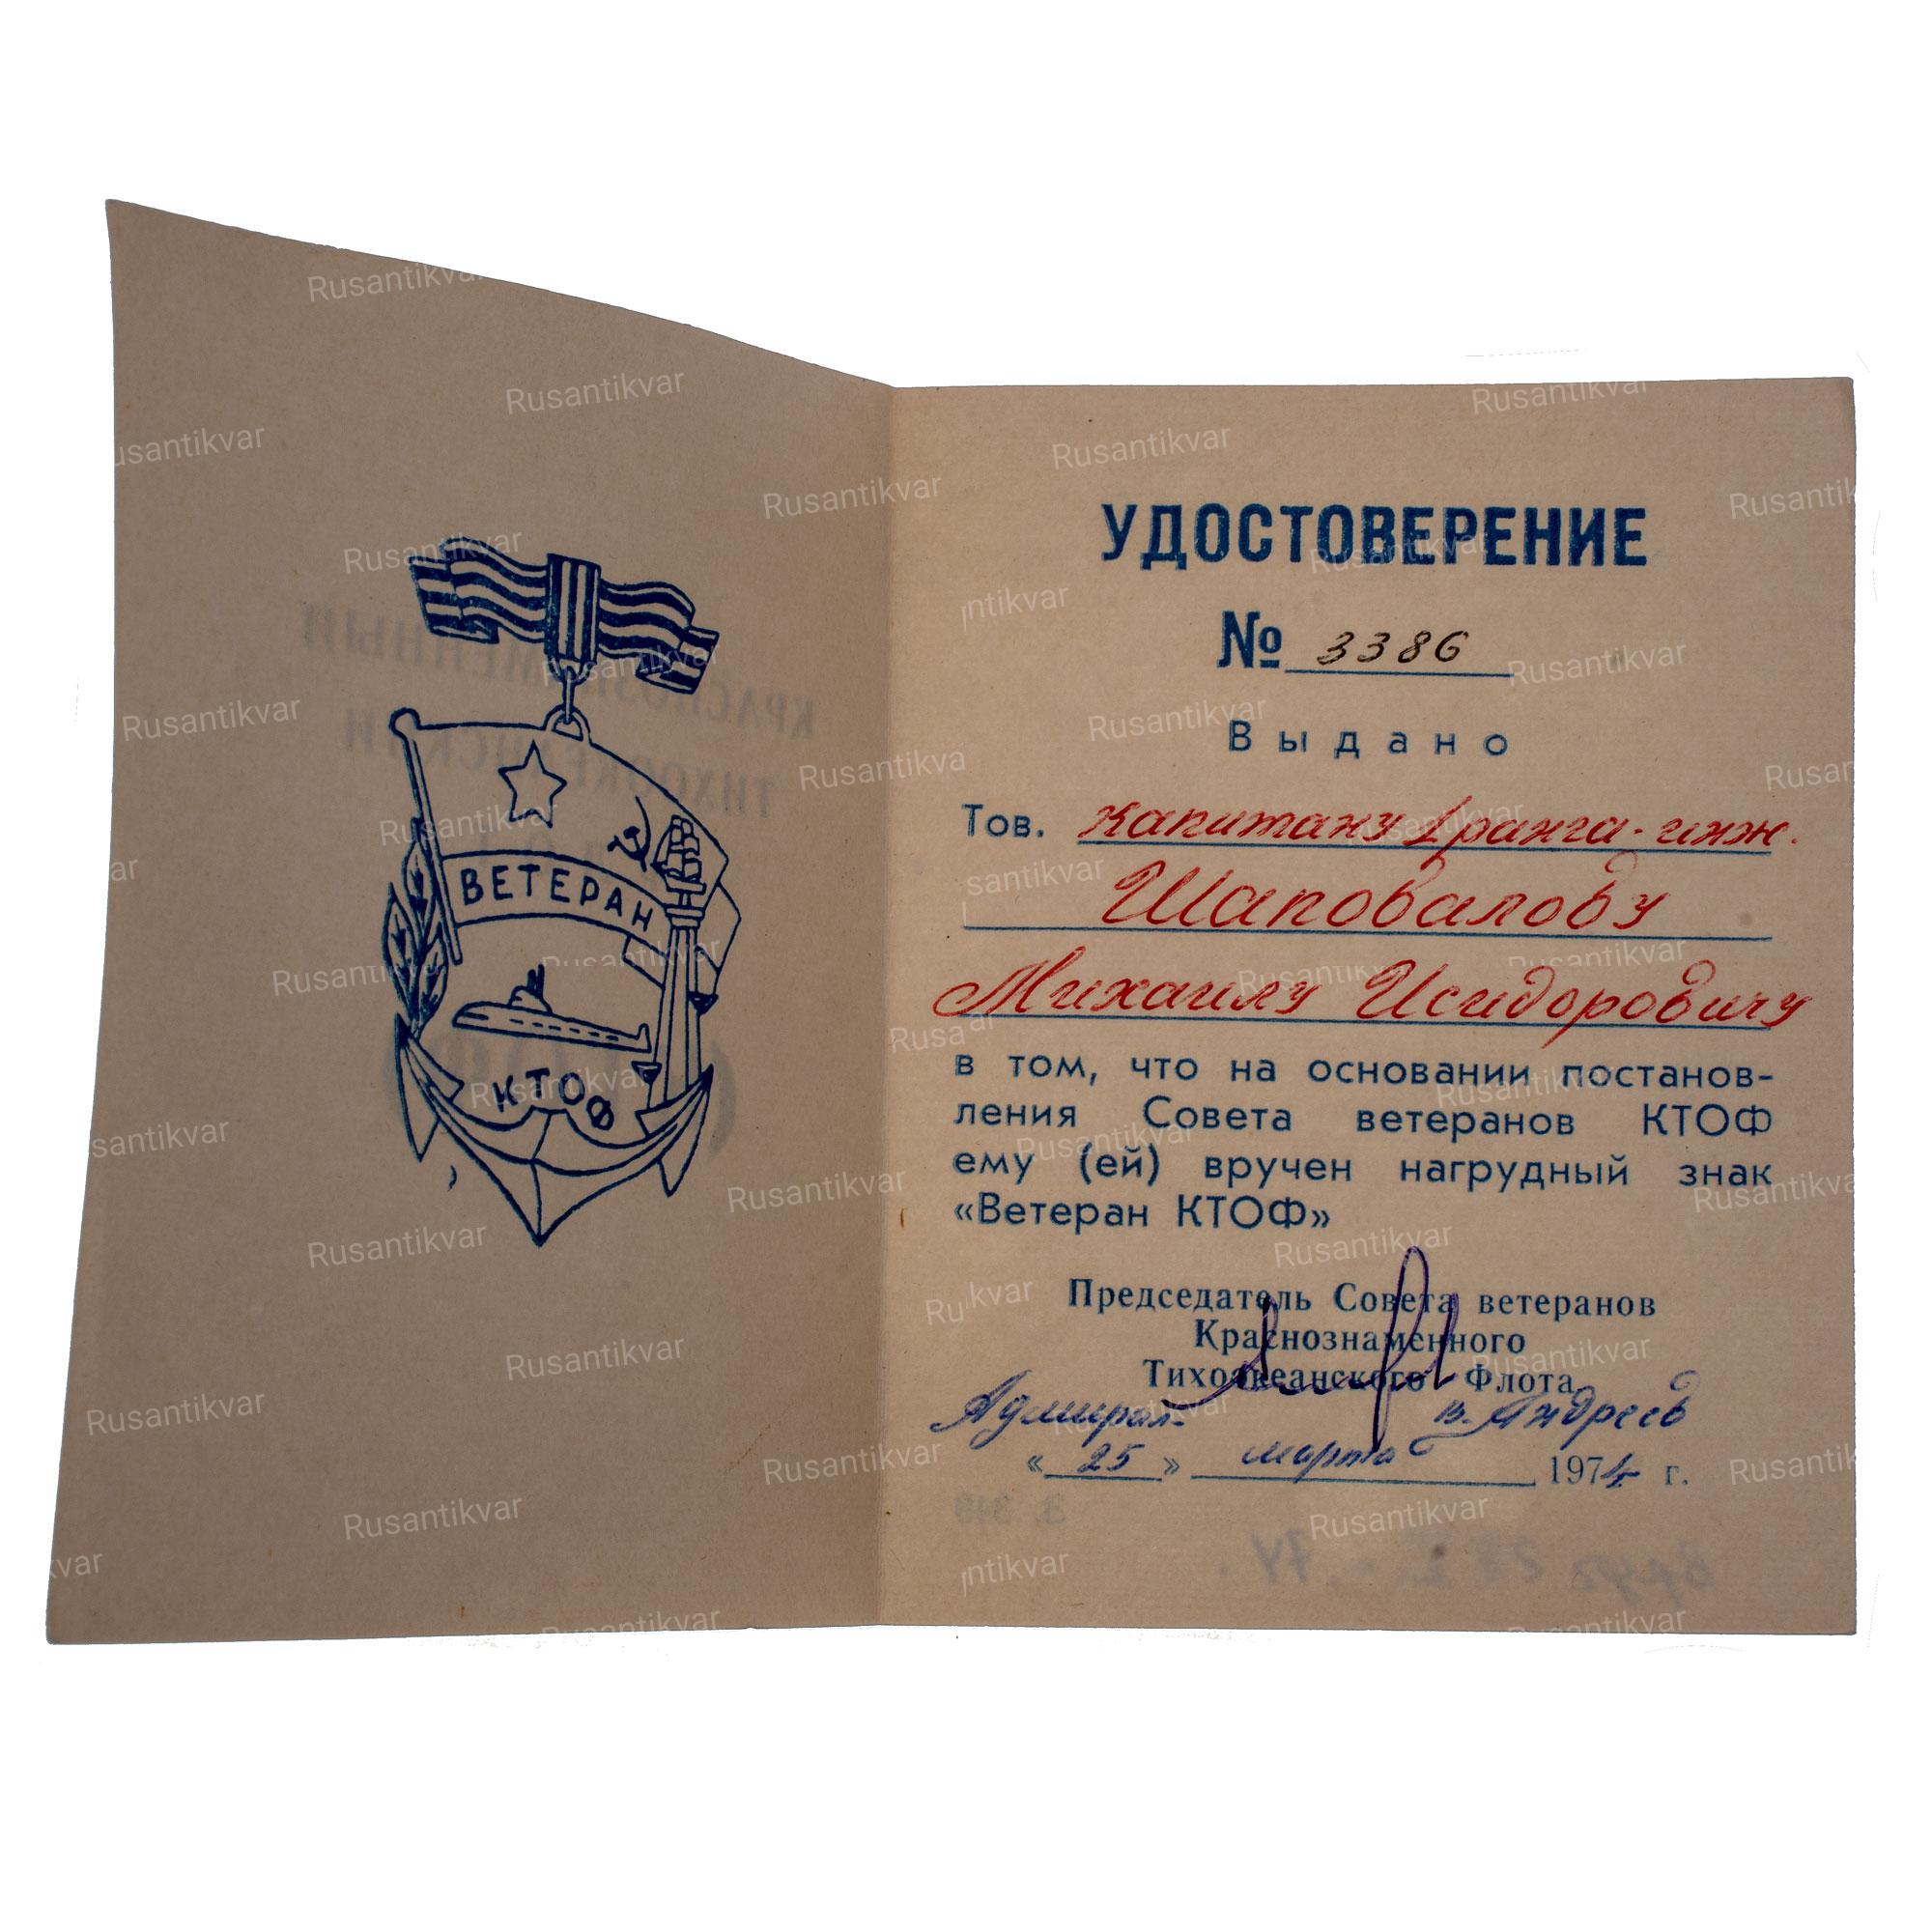 ВЕТЕРАН
КТОФ
УДОСТОВЕРЕНИЕ
№ 3386
Выдано
Тов. капитану 1 ранга-инж.
Шаповалову
Михаилу Исидоровичу
в том, что на основании постанов-
ления Совета ветеранов КТОФ
ему (ей) вручен нагрудный знак
«Ветеран КТОФ»
Председатель Совета ветеранов
Краснознаменного
Тихоокеанского Флота
Адмирал В. Андреев
« 25 » марта 1974 г.
Rusantikvar